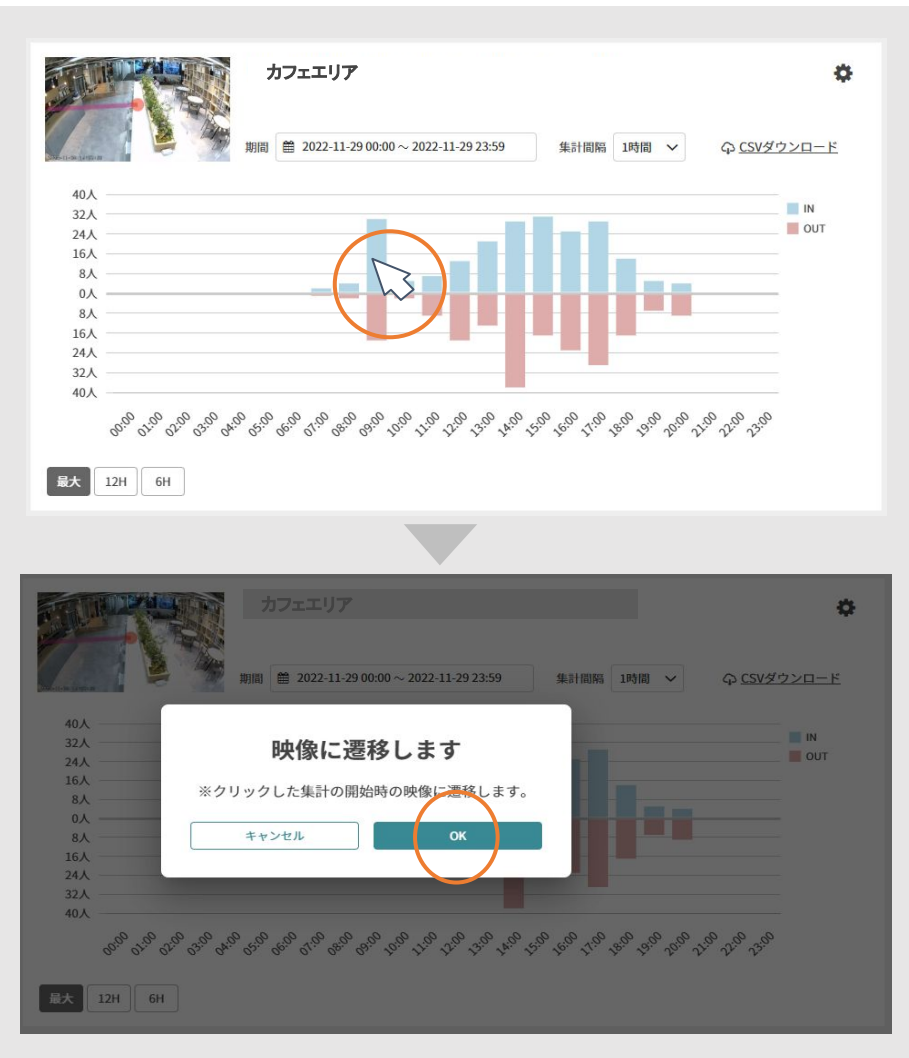 カフェエリア
期間 2022-11-29 00:00 ～ 2022-11-29 23:59 集計間隔 1時間 CSVダウンロード
40人
32人
24人
16人
8人
0人
8人
16人
24人
32人
40人
IN
OUT
00:00 01:00 02:00 03:00 04:00 05:00 06:00 07:00 08:00 09:00 10:00 11:00 12:00 13:00 14:00 15:00 16:00 17:00 18:00 19:00 20:00 21:00 22:00 23:00
最大 12H 6H
カフェエリア
期間 2022-11-29 00:00 ～ 2022-11-29 23:59 集計間隔 1時間 CSVダウンロード
40人
32人
24人
16人
8人
0人
8人
16人
24人
32人
40人
IN
OUT
映像に遷移します
※クリックした集計の開始時の映像に遷移します。
キャンセル OK
00:00 01:00 02:00 03:00 04:00 05:00 06:00 07:00 08:00 09:00 10:00 11:00 12:00 13:00 14:00 15:00 16:00 17:00 18:00 19:00 20:00 21:00 22:00 23:00
最大 12H 6H